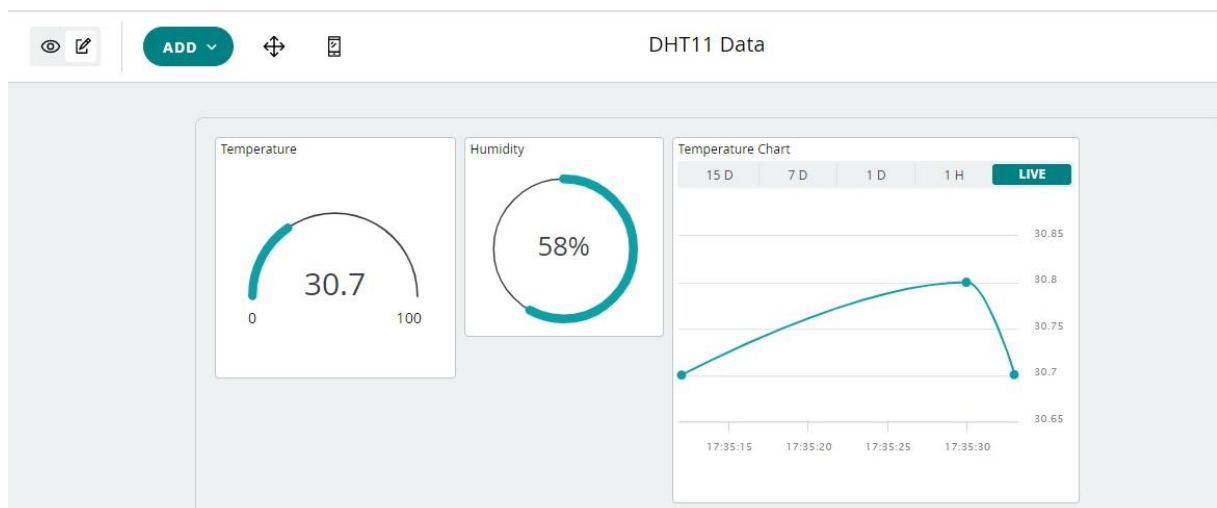 ADD
DHT11 Data
Temperature
30.7
0
100
Humidity
58%
Temperature Chart
15 D
7 D
1 D
1 H
LIVE
30.85
30.8
30.75
30.7
30.65
17:35:15
17:35:20
17:35:25
17:35:30